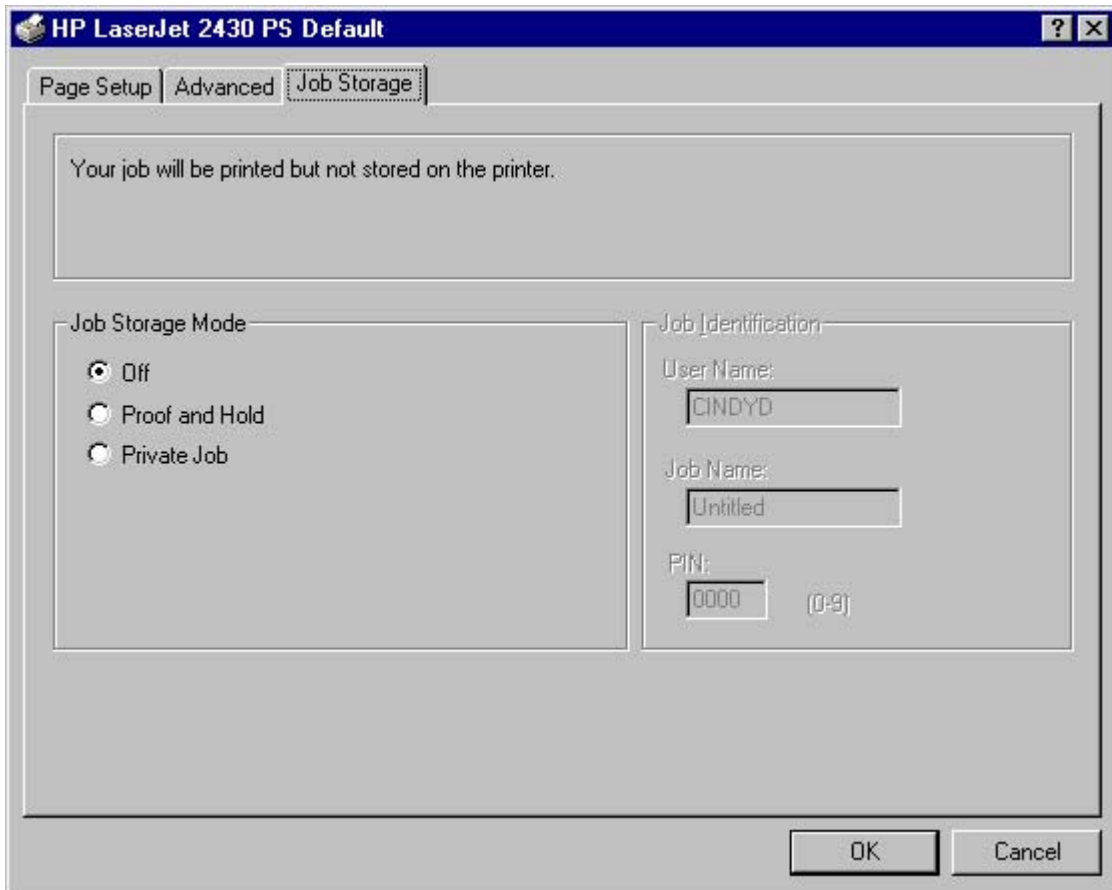 HP LaserJet 2430 PS Default
Page Setup
Advanced
Job Storage
Your job will be printed but not stored on the printer.
Job Storage Mode
Off
Proof and Hold
Private Job
Job Identification
User Name:
CINDYD
Job Name:
Untitled
PIN:
0000 (0-9)
OK
Cancel